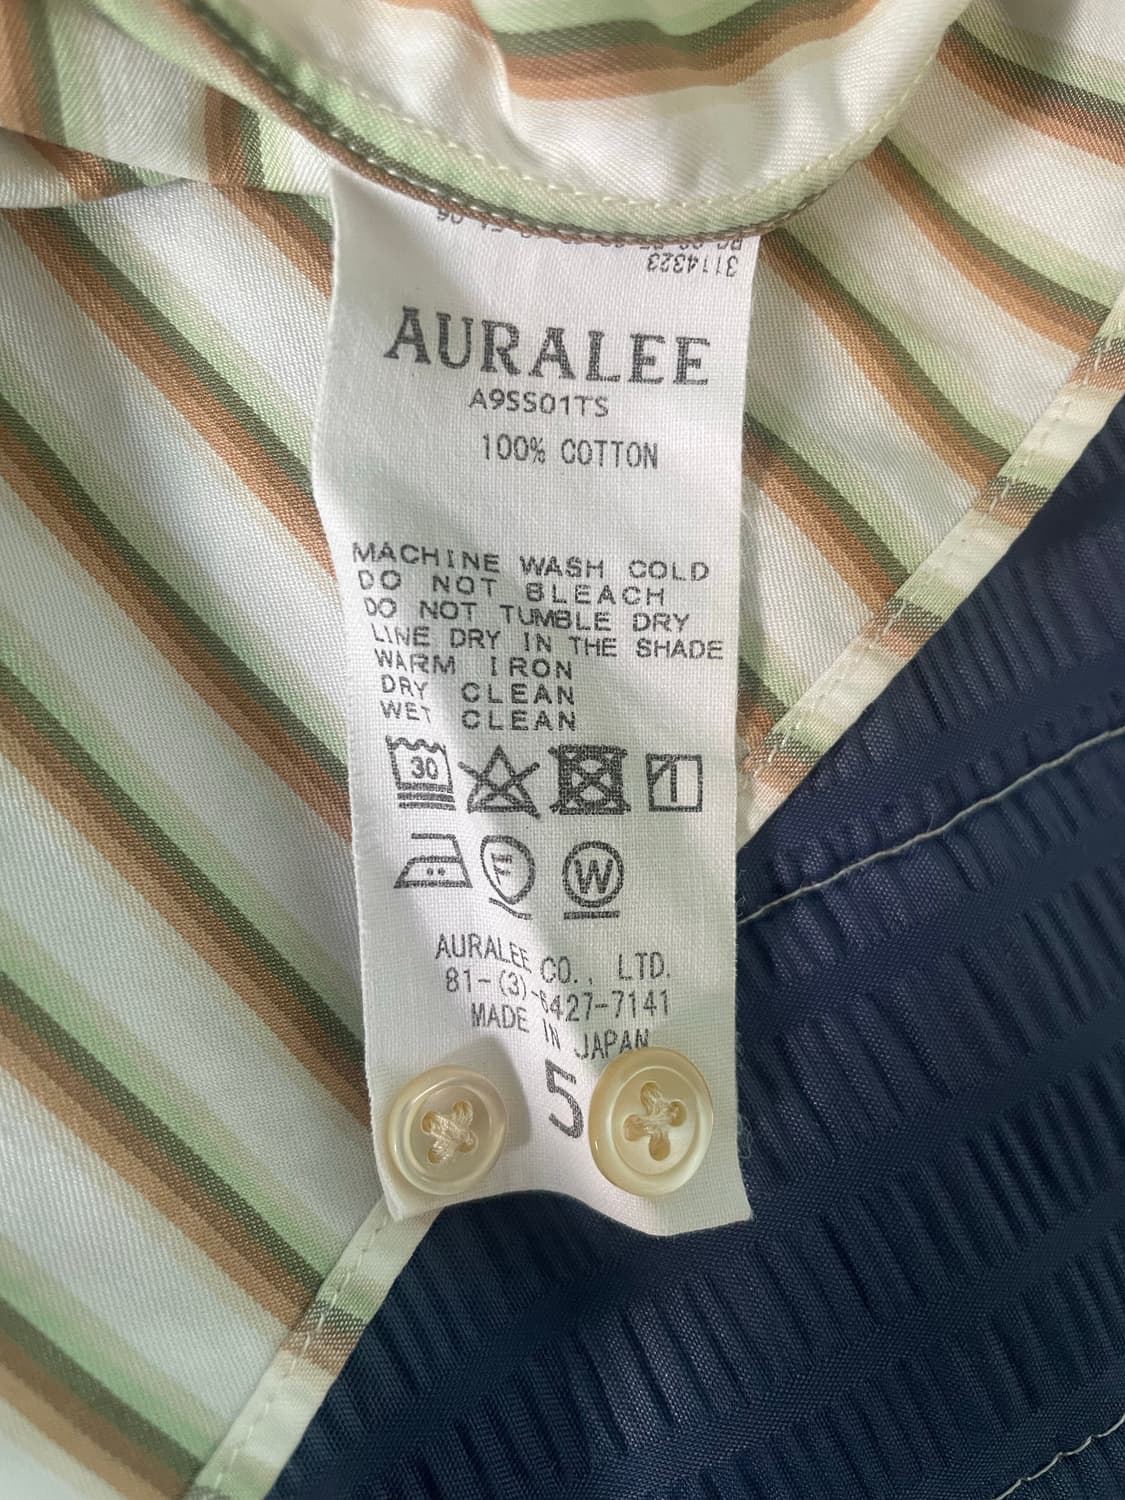 3114323
AURALEE
A9SS01TS
100% COTTON
MACHINE WASH COLD
DO NOT BLEACH
DO NOT TUMBLE DRY
LINE DRY IN THE SHADE
WARM IRON
DRY CLEAN
WET CLEAN
30
F W
AURALEE CO., LTD.
81-(3)-6427-7141
MADE IN JAPAN
5